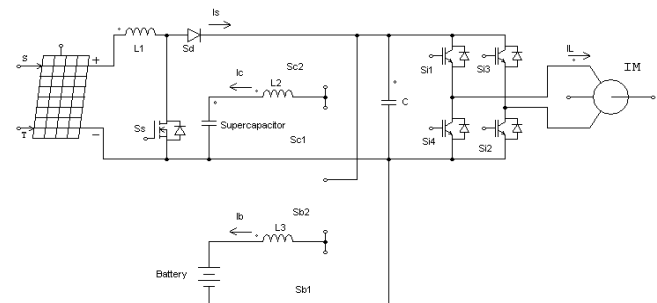 Is
IL
IM
S
+
L1
Sd
Sc2
Si1
Si3
Ic
L2
C
Ss
Supercapacitor
T
−
Sc1
Si4
Si2
Sb2
Ib
L3
Battery
Sb1